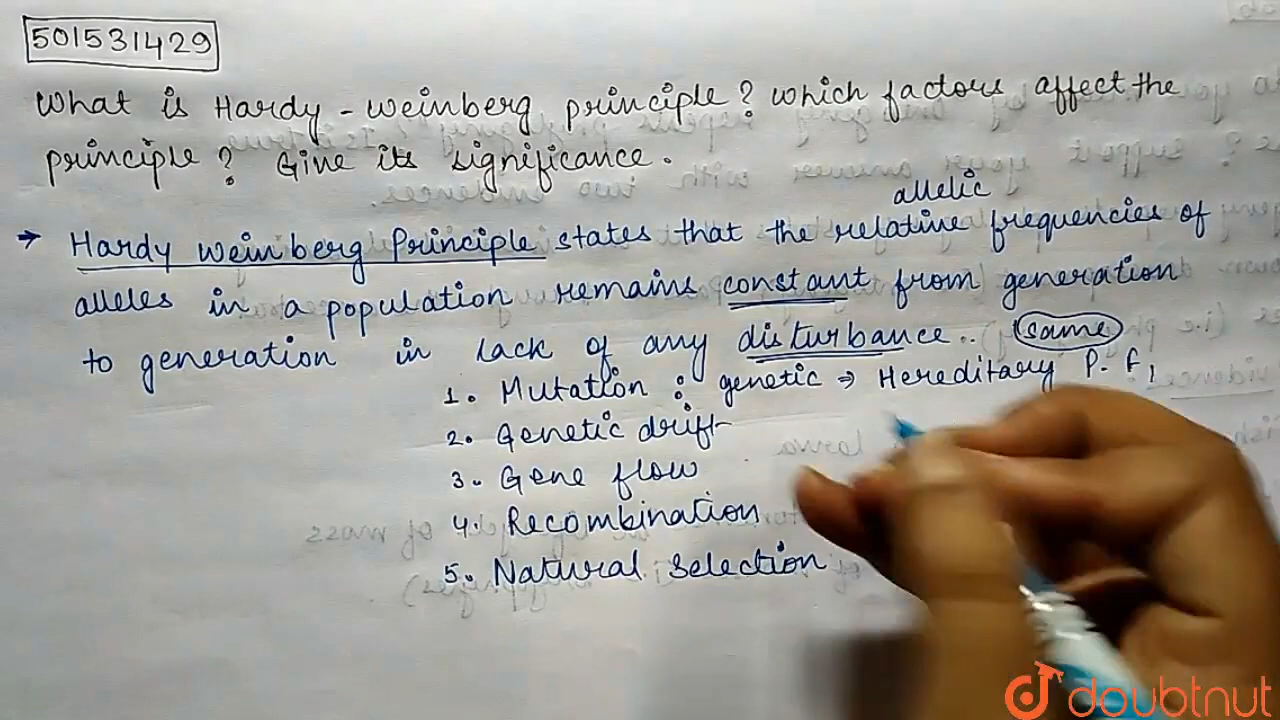 501531429
What is Hardy-weinberg principle? which factors affect the
principle? Give its significance.
allelic
→ Hardy weinberg Principle states that the relative frequencies of
alleles in a population remains constant from generation
to generation in lack of any disturbance.. same
1. Mutation : genetic ⇒ Hereditary P. F1
2. Genetic drift
3. Gene flow
4. Recombination
5. Natural selection
doubtnut